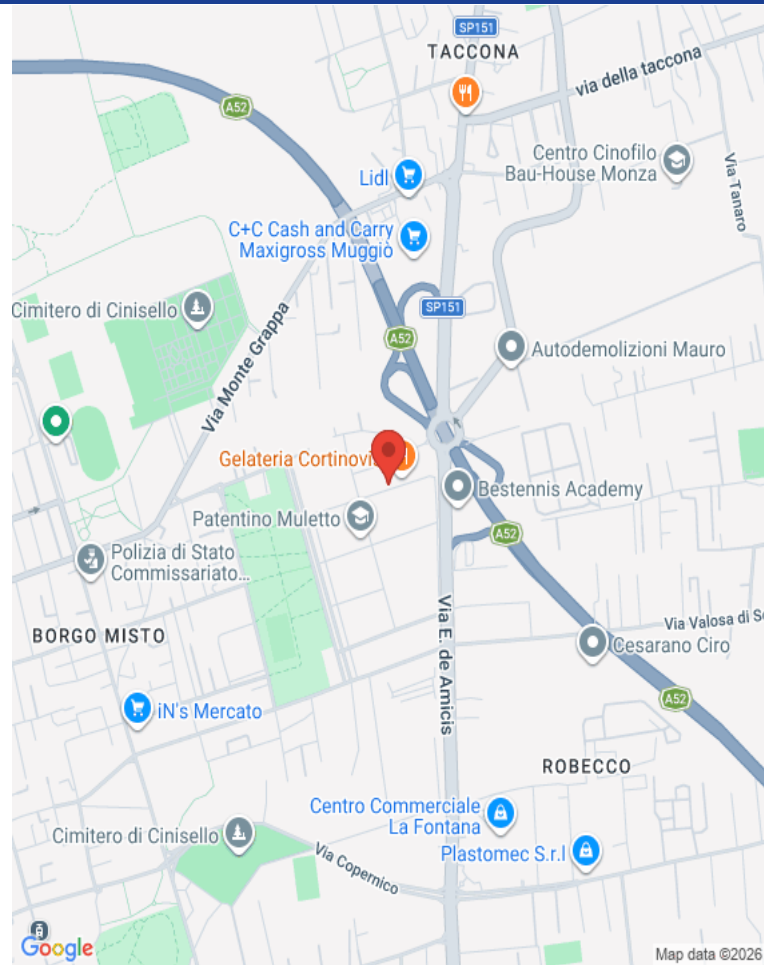 SP151
TACCONA
via della taccona
A52
Centro Cinofilo
Bau-House Monza
Via Tanaro
Lidl
C+C Cash and Carry
Maxigross Muggiò
Cimitero di Cinisello
SP151
A52
Via Monte Grappa
Autodemolizioni Mauro
Gelateria Cortinovi
Bestennis Academy
Patentino Muletto
A52
Polizia di Stato
Commissariato...
Via E. de Amicis
Via Valosa di So
BORGO MISTO
Cesarano Ciro
iN's Mercato
A52
ROBECCO
Centro Commerciale
La Fontana
Cimitero di Cinisello
Plastomec S.r.l
Via Copernico
Google
Map data ©2026